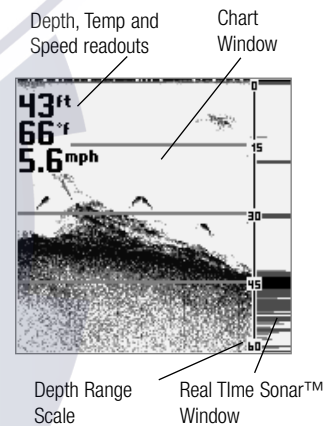 Depth, Temp and
Speed readouts
Chart
Window
43ft
66°f
5.6mph
0
15
30
45
60
Depth Range
Scale
Real TIme Sonar™
Window